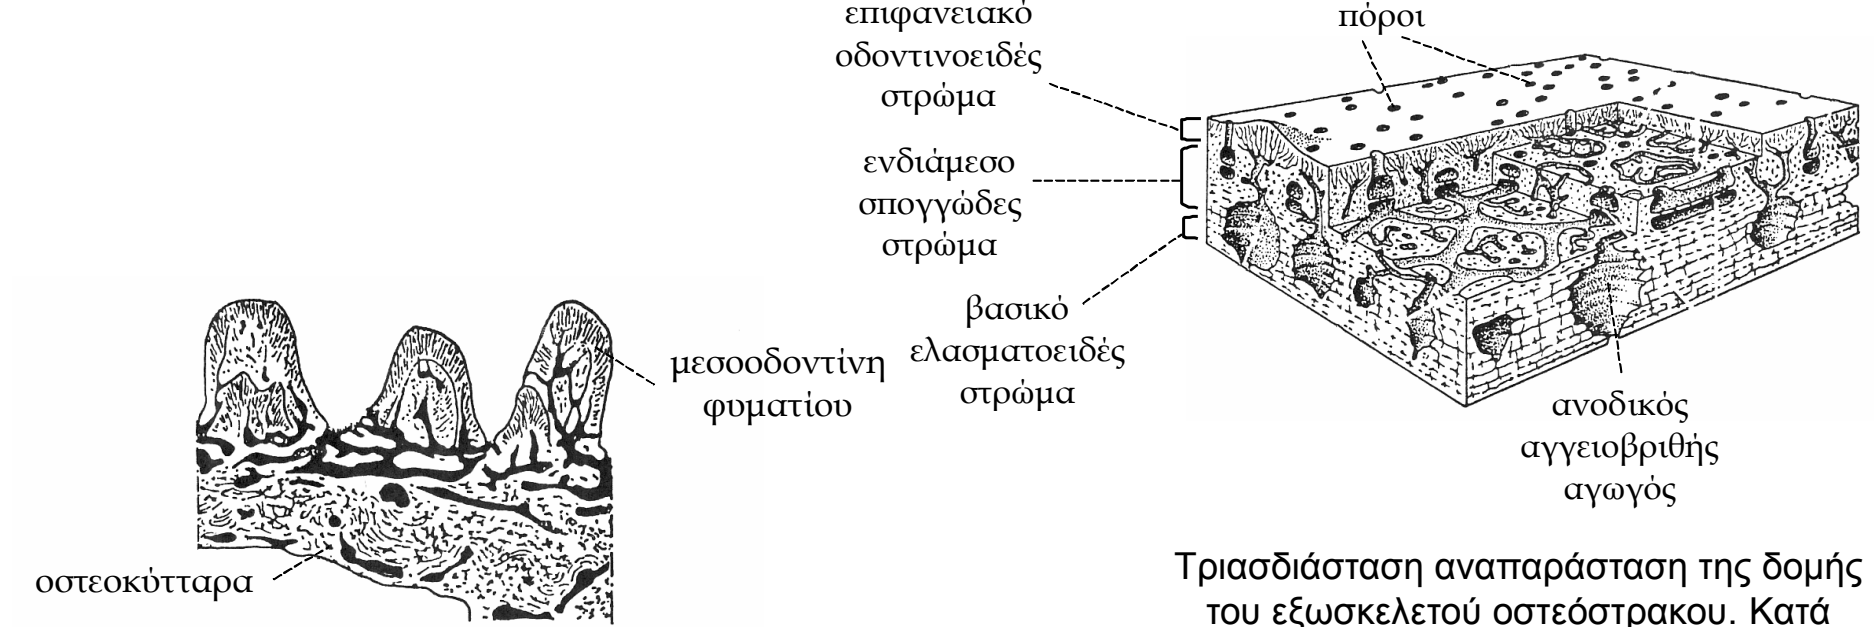 επιφανειακό
οδοντινοειδές
στρώμα
πόροι
ενδιάμεσο
σπογγώδες
στρώμα
βασικό
ελασματοειδές
στρώμα
μεσοοδοντίνη
φυματίου
οστεοκύτταρα
ανοδικός
αγγειοβριθής
αγωγός
Τριασδιάσταση αναπαράσταση της δομής
του εξωσκελετού οστεόστρακου. Κατά